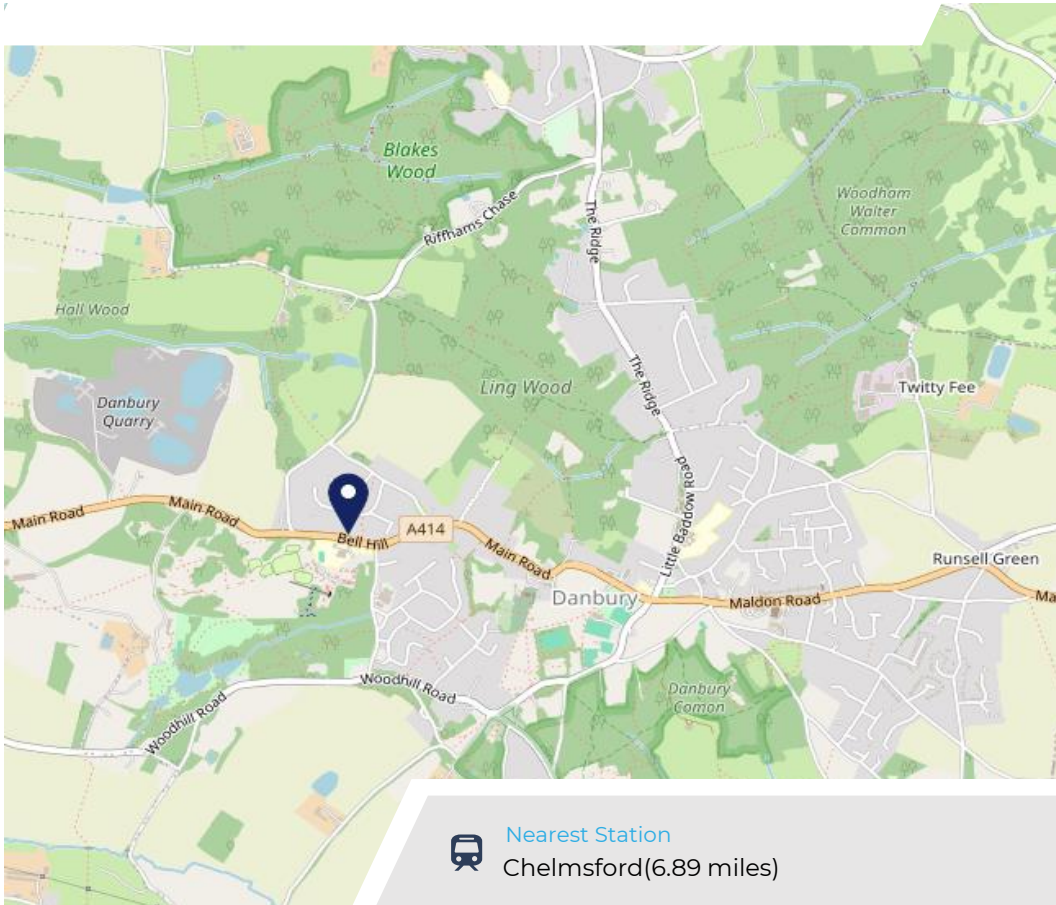 Blakes
Wood
Woodham
Walter
Common
Riffhams Chase
The Ridge
Hall Wood
The Ridge
Ling Wood
Twitty Fee
Danbury
Quarry
Little Baddow Road
Main Road
Main Road
A414
Bell Hill
Main Road
Runsell Green
Danbury
Maldon Road
Ma
Woodhill Road
Danbury
Comon
Woodhill Road
Nearest Station
Chelmsford(6.89 miles)